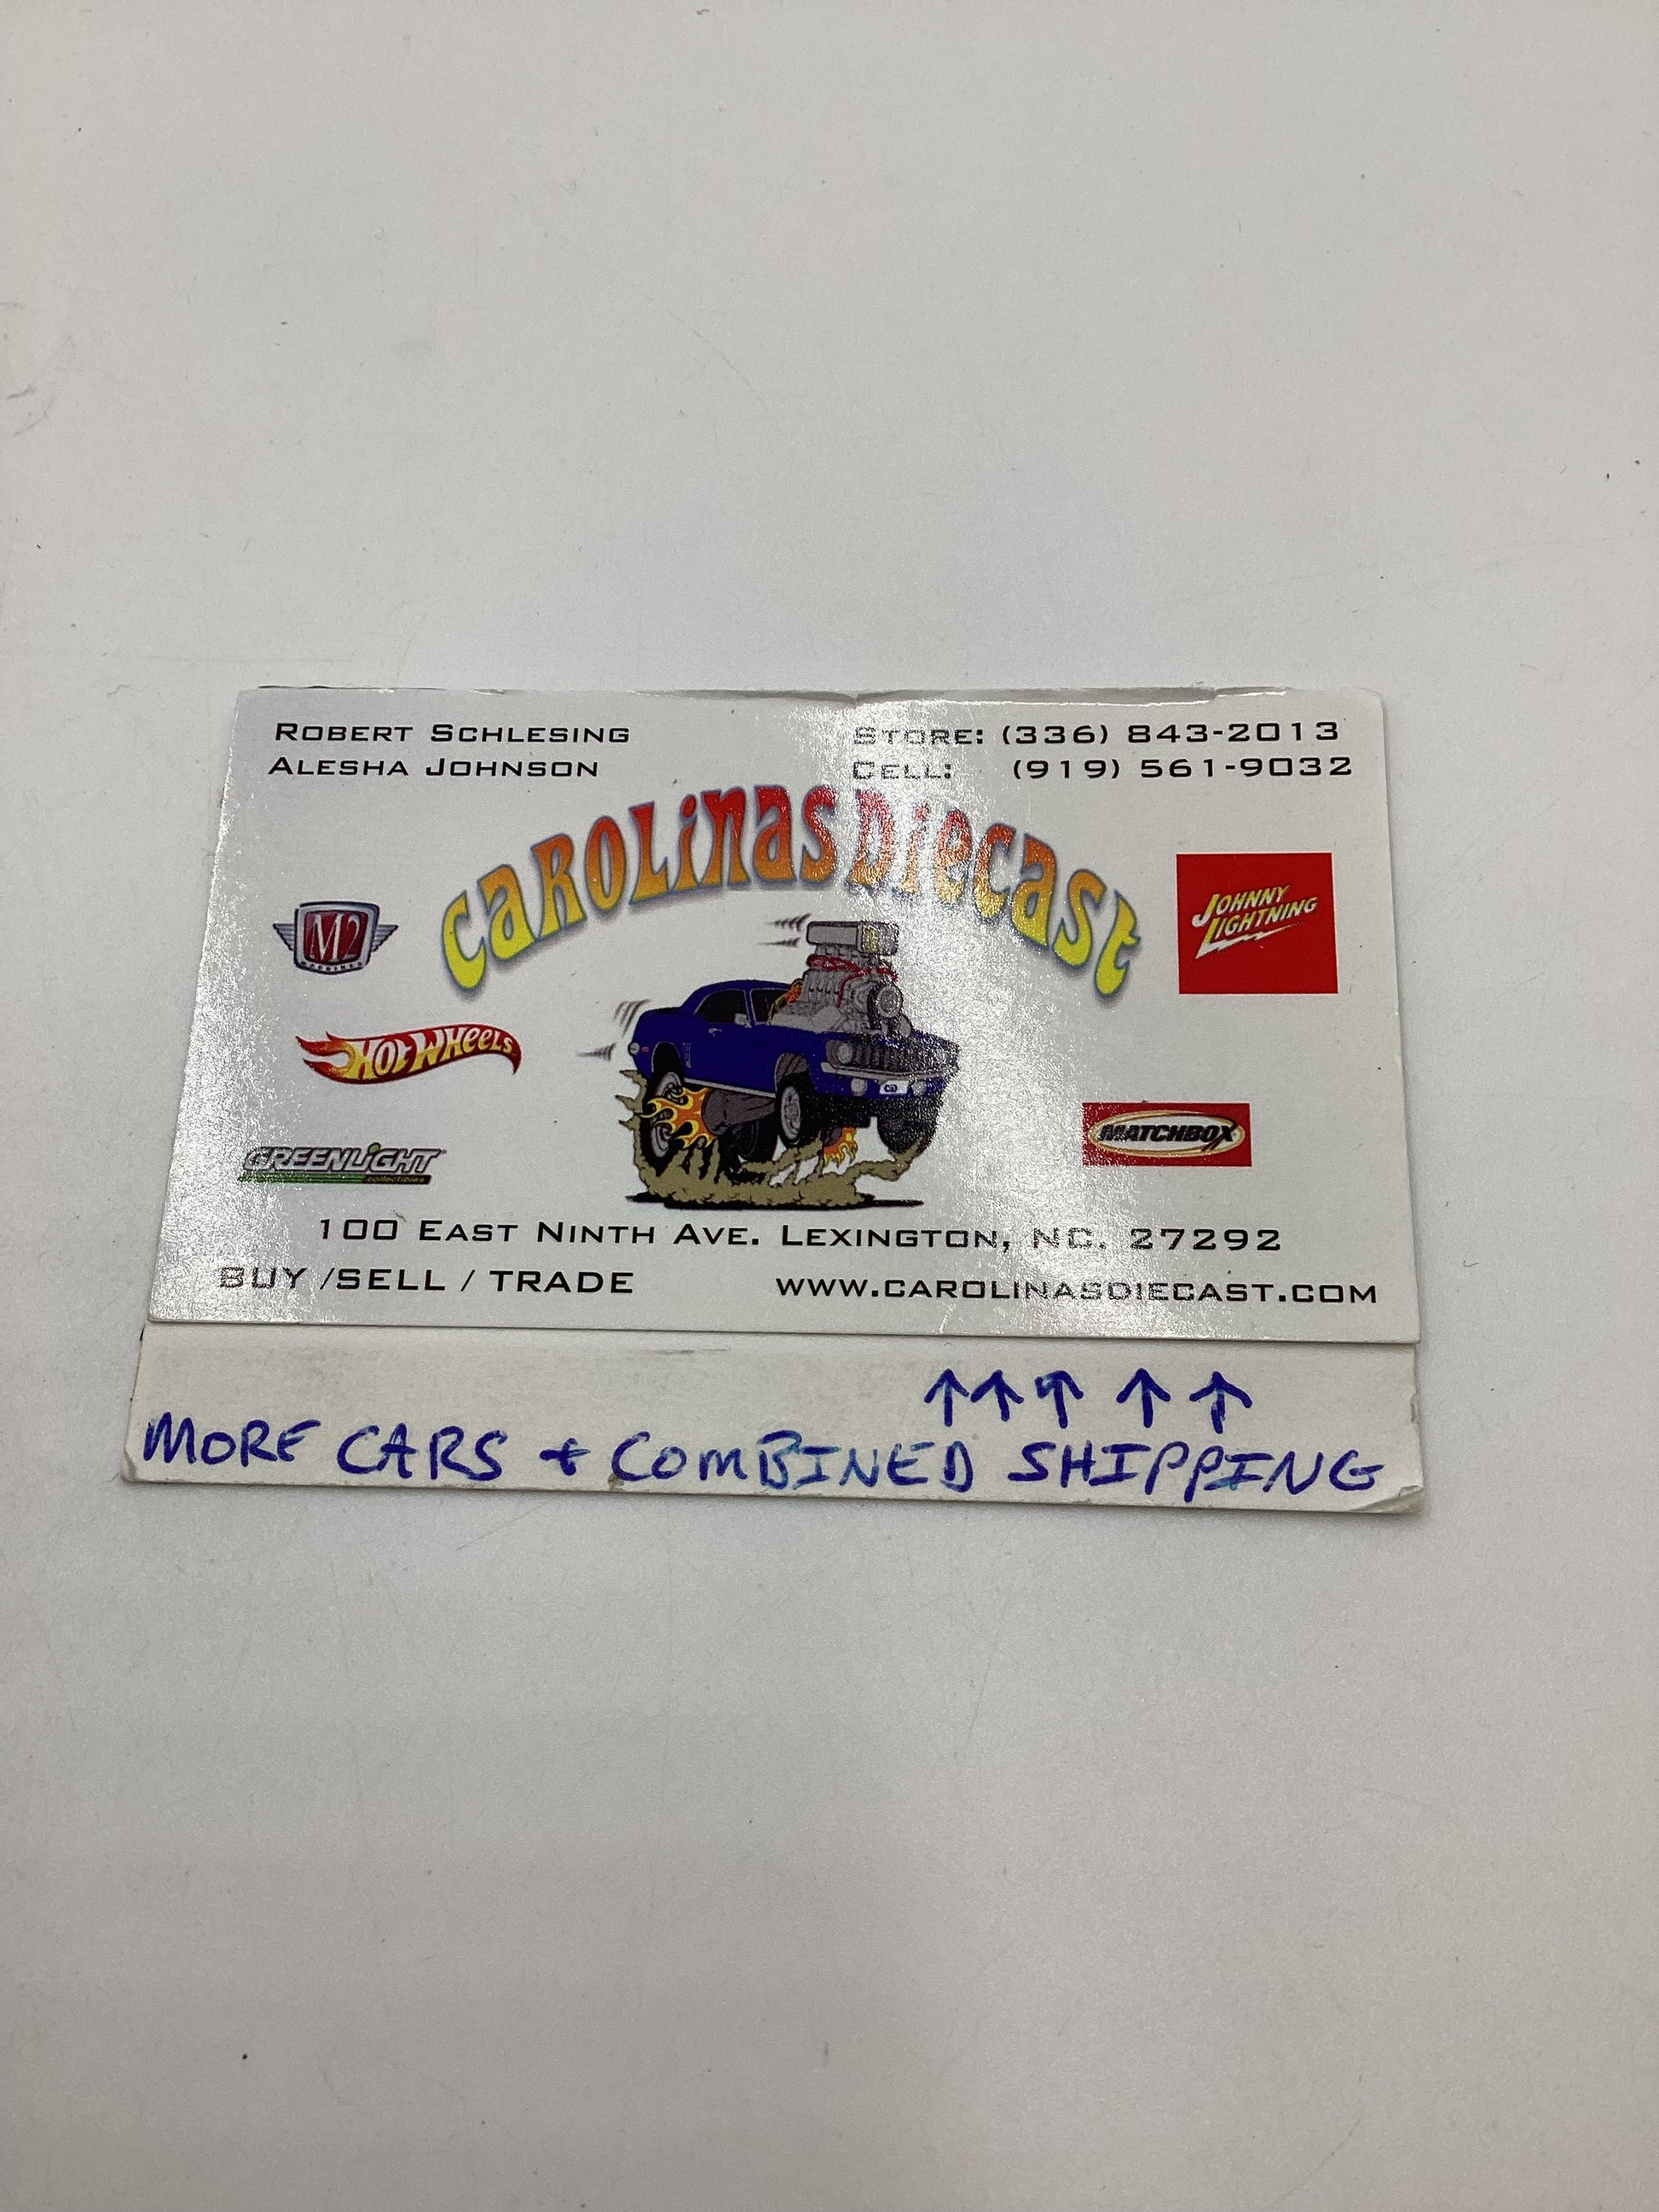 ROBERT SCHLESING
ALESHA JOHNSON
STORE: (336) 843-2013
CELL: (919) 561-9032
CAROLINAS DIECAST
M2
MACHINES
JOHNNY
LIGHTNING
HOT WHEELS
MATCHBOX
GREENLIGHT
collectibles
100 EAST NINTH AVE. LEXINGTON, NC. 27292
BUY /SELL / TRADE
WWW.CAROLINASDIECAST.COM
↑↑↑↑↑
MORE CARS + COMBINED SHIPPING